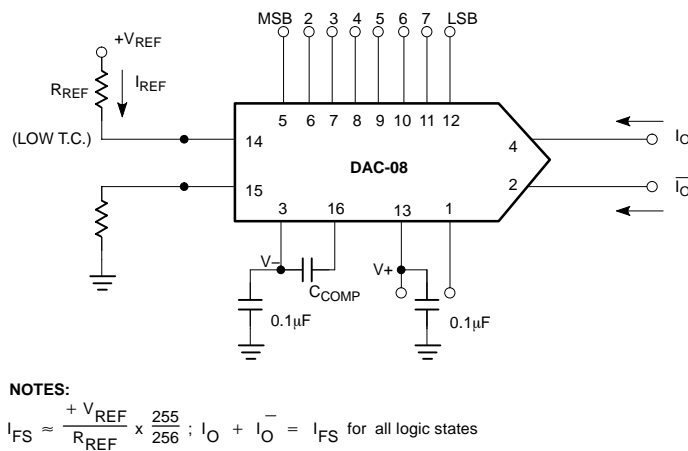 MSB 2 3 4 5 6 7 LSB
+VREF
RREF
IREF
5 6 7 8 9 10 11 12
(LOW T.C.)
14
4
IO
DAC-08
15
2
I̅O̅
3 16 13 1
V–
V+
CCOMP
0.1μF
0.1μF
NOTES:
IFS ≈ + VREF / RREF x 255 / 256 ; IO + I̅O̅ = IFS for all logic states